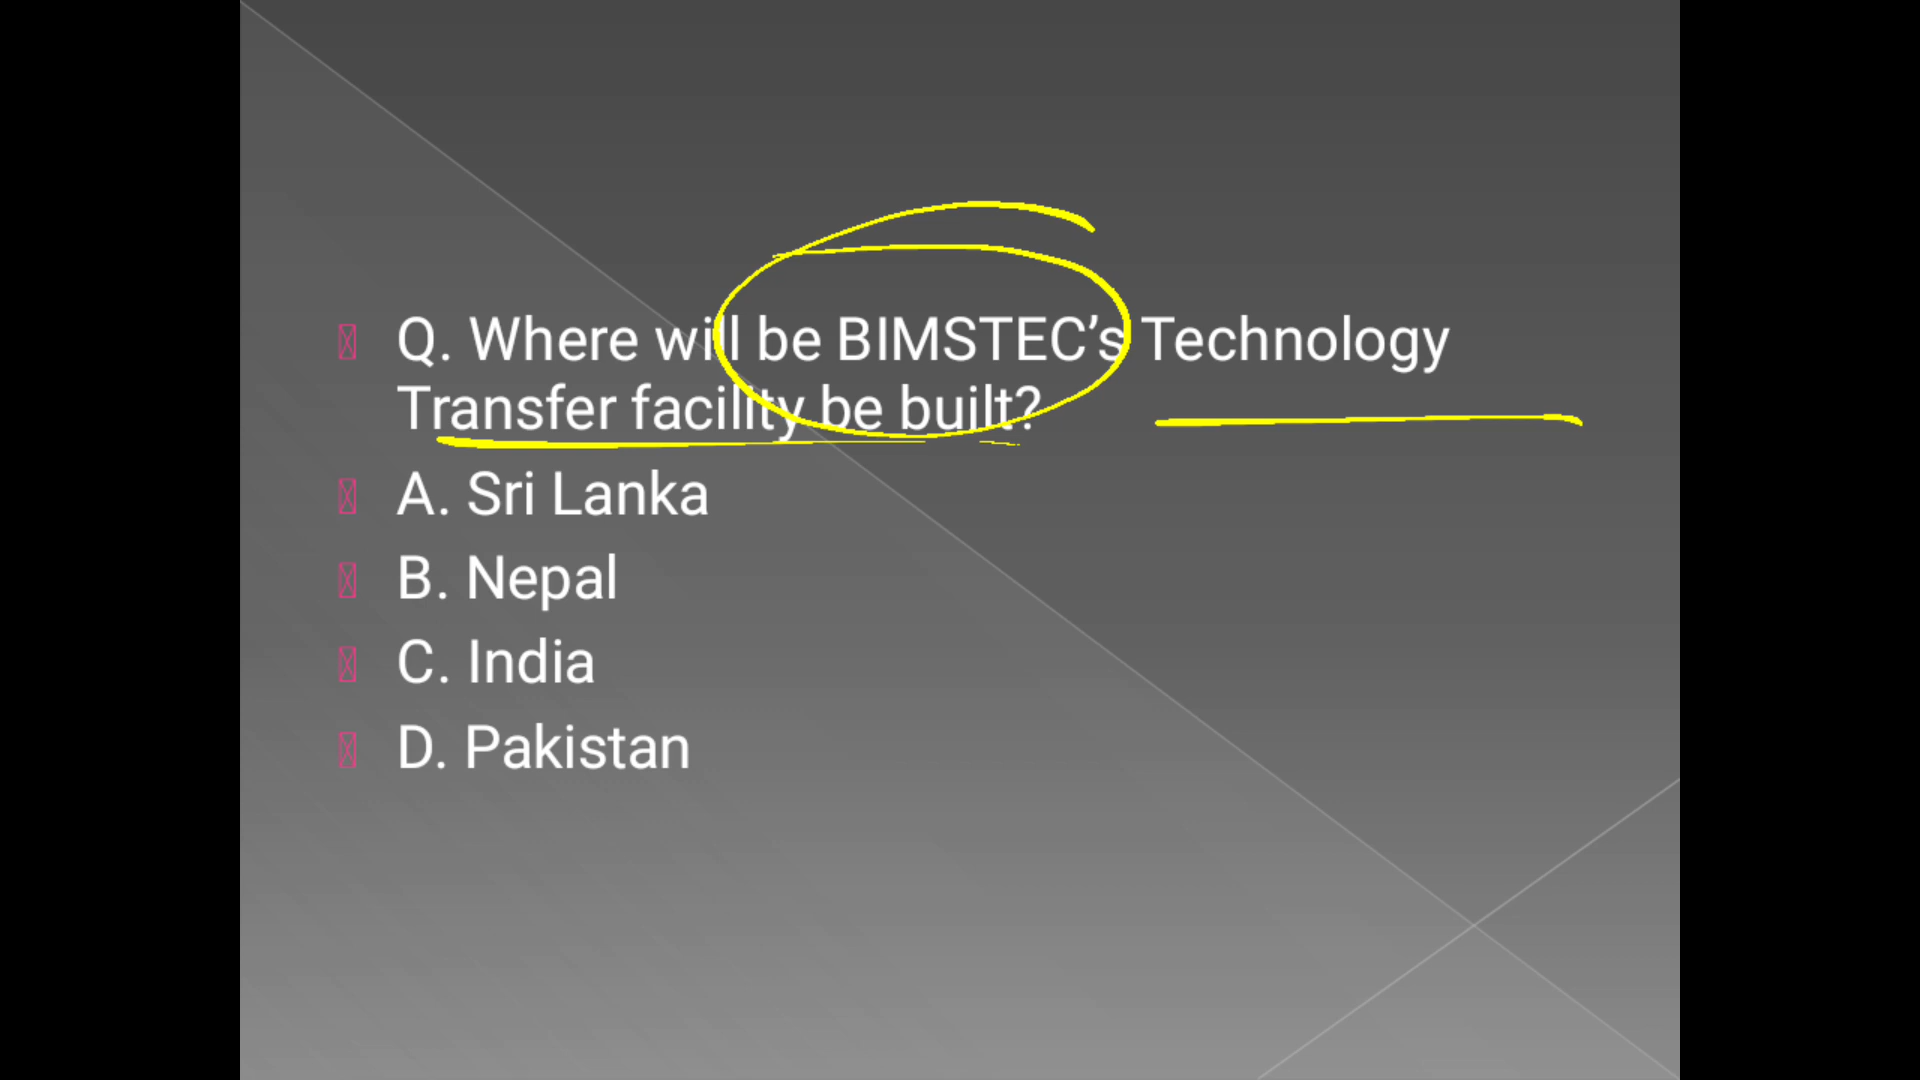 Q. Where will be BIMSTEC’s Technology
Transfer facility be built?
A. Sri Lanka
B. Nepal
C. India
D. Pakistan